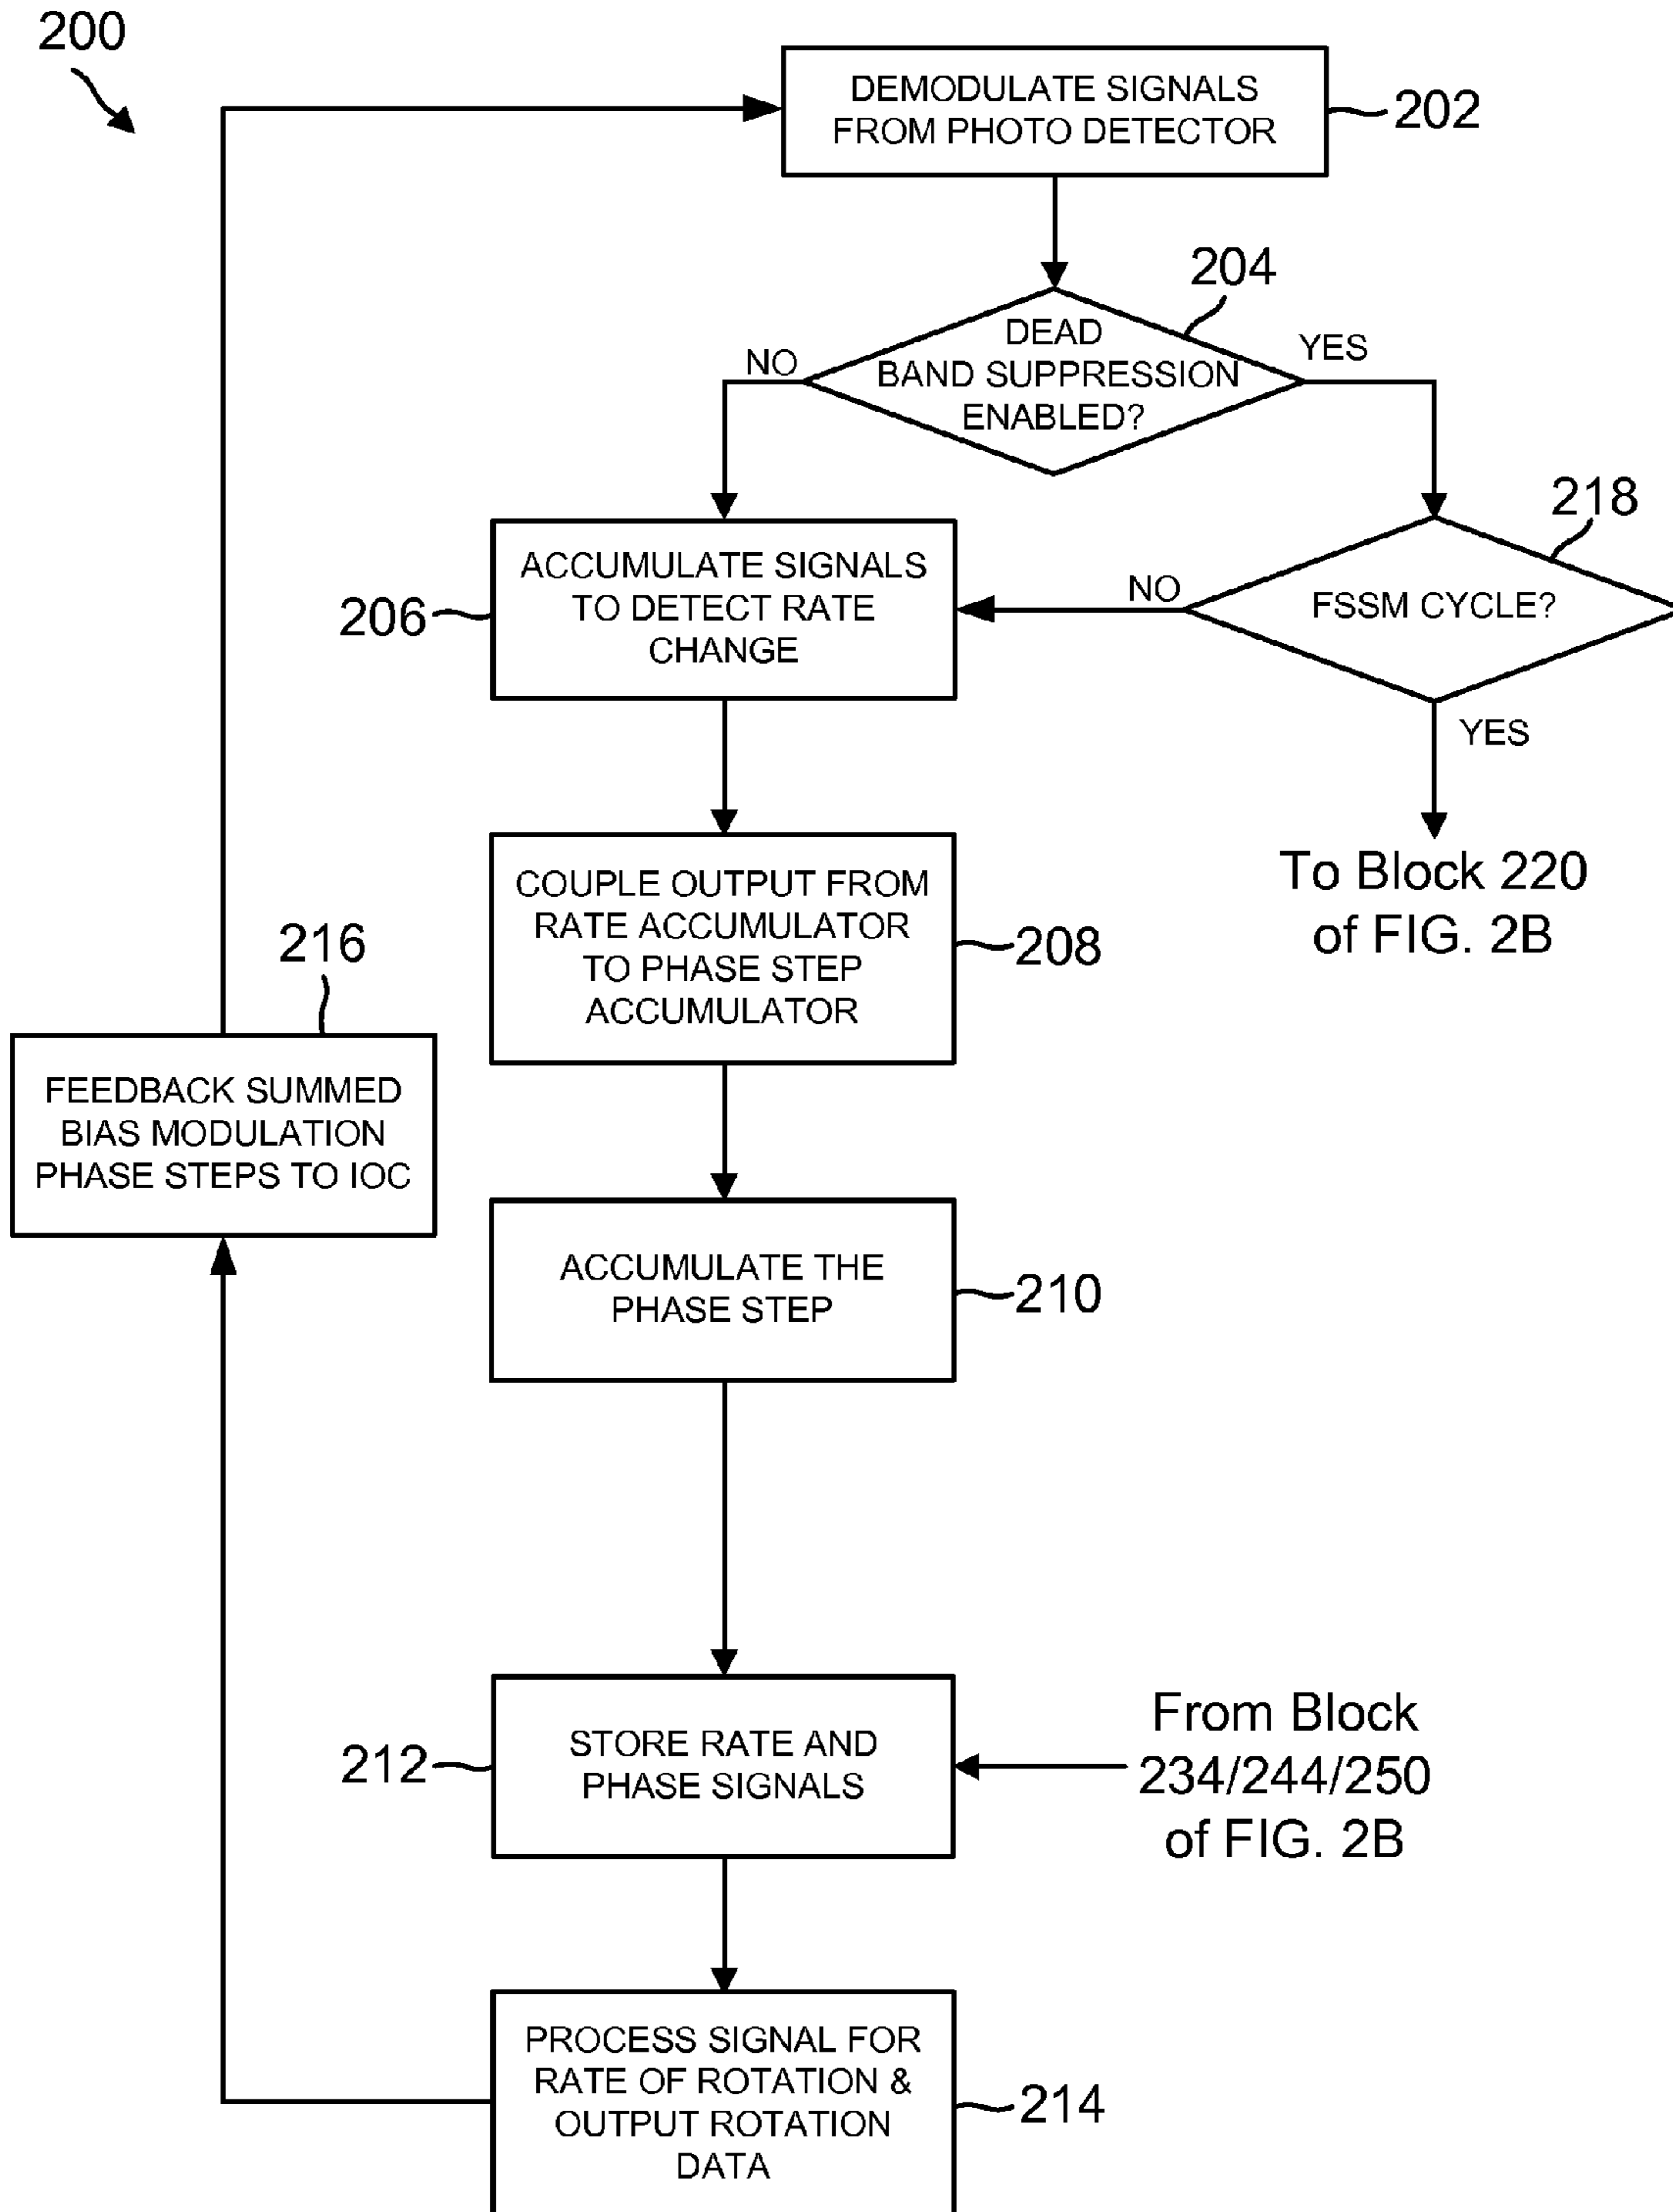 200
DEMODULATE SIGNALS
FROM PHOTO DETECTOR
202
204
DEAD
BAND SUPPRESSION
ENABLED?
NO
YES
218
FSSM CYCLE?
NO
YES
206
ACCUMULATE SIGNALS
TO DETECT RATE
CHANGE
To Block 220
of FIG. 2B
COUPLE OUTPUT FROM
RATE ACCUMULATOR
TO PHASE STEP
ACCUMULATOR
208
216
FEEDBACK SUMMED
BIAS MODULATION
PHASE STEPS TO IOC
ACCUMULATE THE
PHASE STEP
210
212
STORE RATE AND
PHASE SIGNALS
From Block
234/244/250
of FIG. 2B
PROCESS SIGNAL FOR
RATE OF ROTATION &
OUTPUT ROTATION
DATA
214